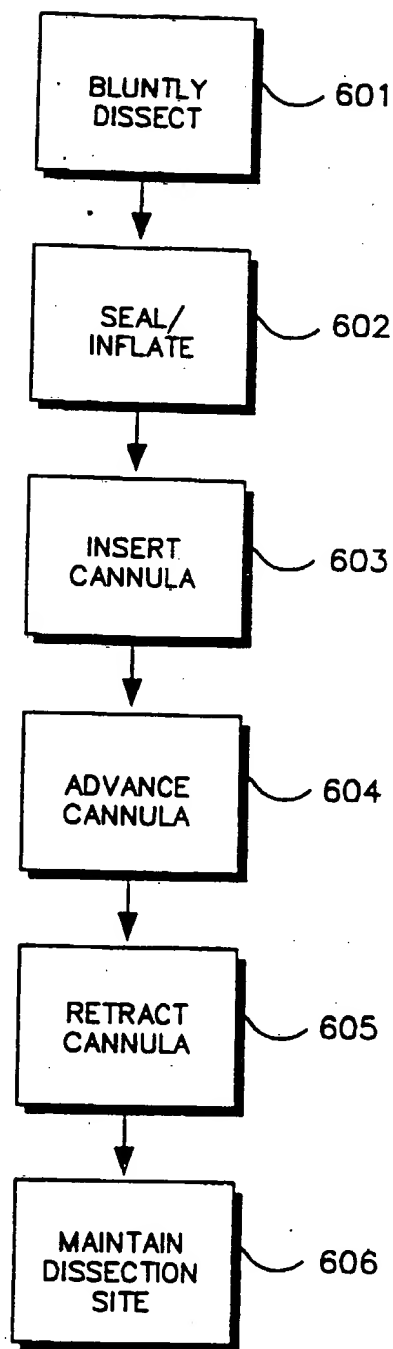 BLUNTLY
DISSECT
601
SEAL/
INFLATE
602
INSERT
CANNULA
603
ADVANCE
CANNULA
604
RETRACT
CANNULA
605
MAINTAIN
DISSECTION
SITE
606